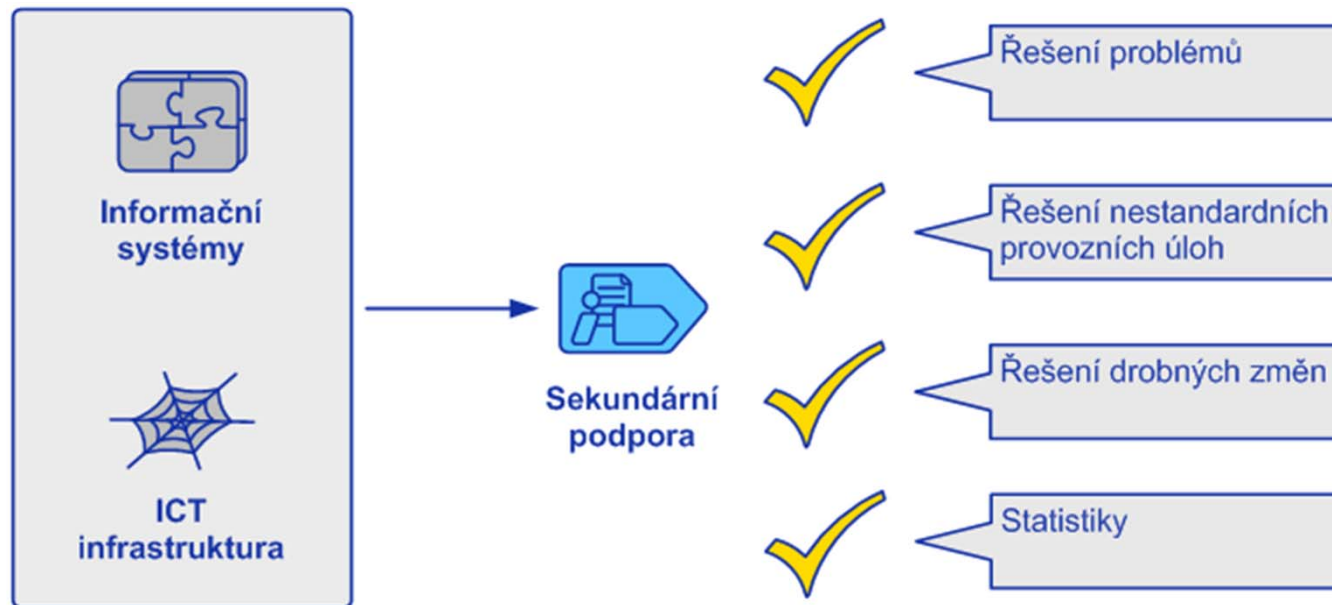 Informační
systémy
ICT
infrastruktura
Sekundární
podpora
Řešení problémů
Řešení nestandardních
provozních úloh
Řešení drobných změn
Statistiky